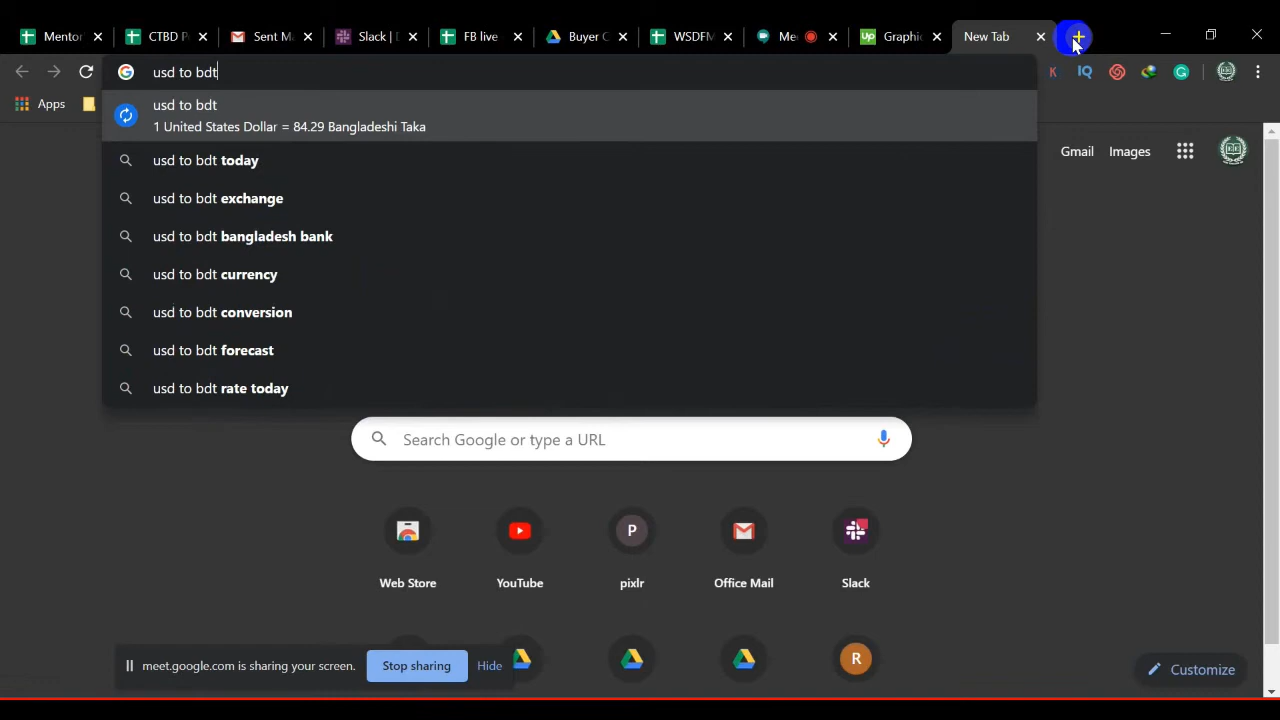 Mentor
CTBD P
Sent Ma
Slack | D
FB live
Buyer C
WSDFM
Me
Graphic
New Tab
usd to bdt
K
IQ
Apps
usd to bdt
1 United States Dollar = 84.29 Bangladeshi Taka
usd to bdt today
usd to bdt exchange
usd to bdt bangladesh bank
usd to bdt currency
usd to bdt conversion
usd to bdt forecast
usd to bdt rate today
Gmail
Images
Search Google or type a URL
P
Web Store
YouTube
pixlr
Office Mail
Slack
meet.google.com is sharing your screen.
Stop sharing
Hide
R
Customize